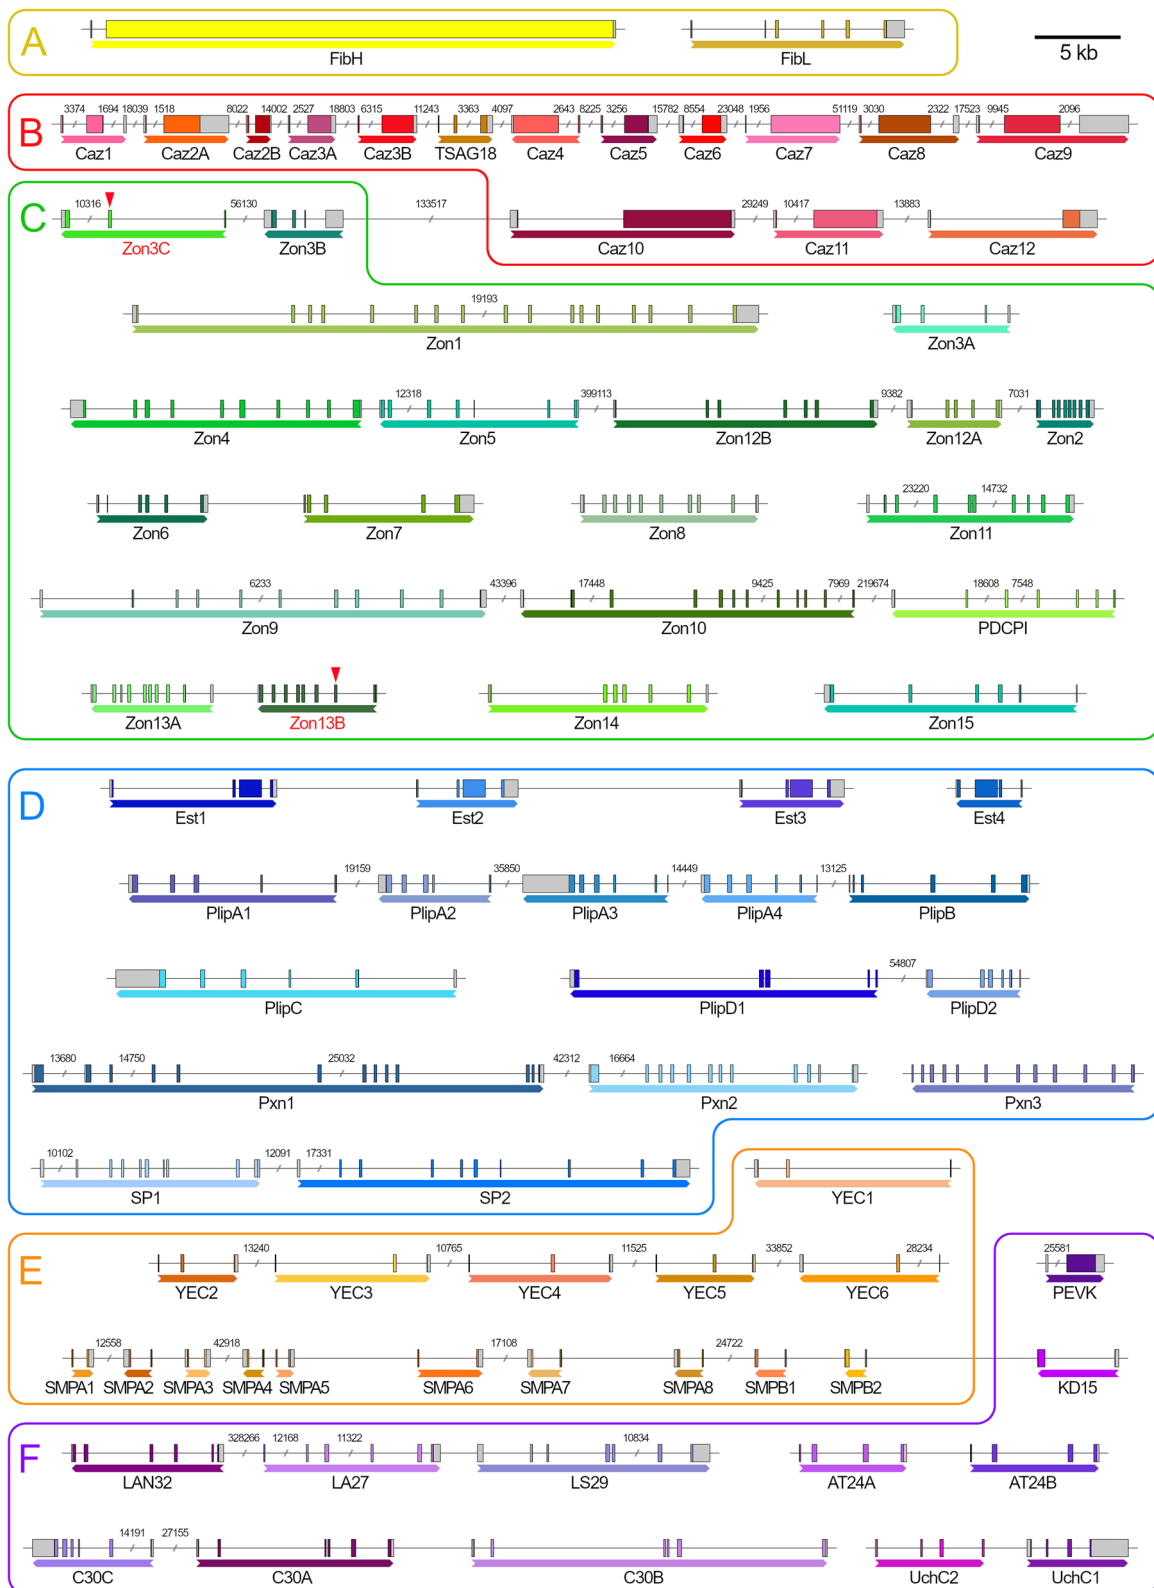 A
FibH
FibL
5 kb
B
3374 1694 18039 1518 8022 14002 2527 18803 6315 11243 3363 4097 2643 8225 3256 15782 8554 23048 1956 51119 3030 2322 17523 9945 2096
Caz1 Caz2A Caz2B Caz3A Caz3B TSAG18 Caz4 Caz5 Caz6 Caz7 Caz8 Caz9
C
10316 56130 133517 29249 10417 13883
Zon3C Zon3B Caz10 Caz11 Caz12
19193
Zon1 Zon3A
12318 399113 9382 7031
Zon4 Zon5 Zon12B Zon12A Zon2
23220 14732
Zon6 Zon7 Zon8 Zon11
6233 43396 17448 9425 7969 219674 18608 7548
Zon9 Zon10 PDCPI
Zon13A Zon13B Zon14 Zon15
D
Est1 Est2 Est3 Est4
19159 35850 14449 13125
PlipA1 PlipA2 PlipA3 PlipA4 PlipB
54807
PlipC PlipD1 PlipD2
13680 14750 25032 42312 16664
Pxn1 Pxn2 Pxn3
10102 12091 17331
SP1 SP2 YEC1
E
13240 10765 11525 33852 28234 25581
YEC2 YEC3 YEC4 YEC5 YEC6 PEVK
12558 42918 17108 24722
SMPA1 SMPA2 SMPA3 SMPA4 SMPA5 SMPA6 SMPA7 SMPA8 SMPB1 SMPB2 KD15
F
328266 12168 11322 10834
LAN32 LA27 LS29 AT24A AT24B
14191 27155
C30C C30A C30B UchC2 UchC1